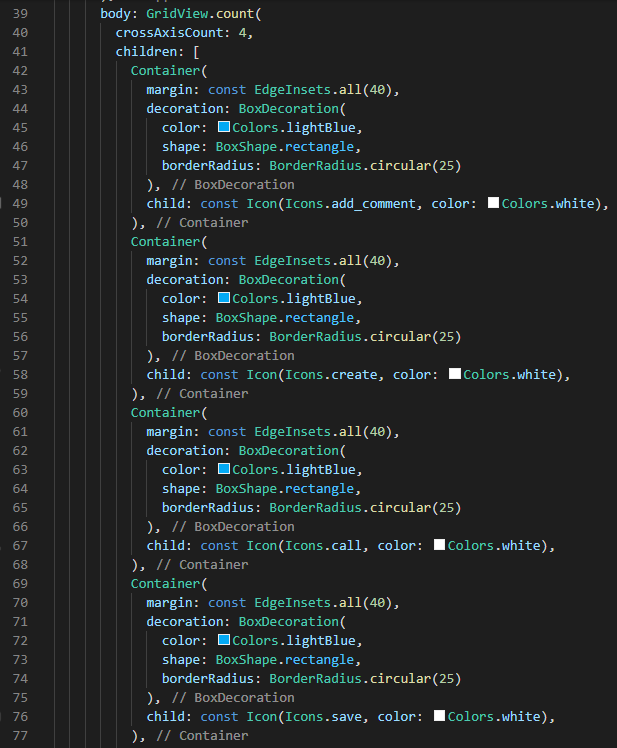 39 body: GridView.count(
40 crossAxisCount: 4,
41 children: [
42 Container(
43 margin: const EdgeInsets.all(40),
44 decoration: BoxDecoration(
45 color: Colors.lightBlue,
46 shape: BoxShape.rectangle,
47 borderRadius: BorderRadius.circular(25)
48 ), // BoxDecoration
49 child: const Icon(Icons.add_comment, color: Colors.white),
50 ), // Container
51 Container(
52 margin: const EdgeInsets.all(40),
53 decoration: BoxDecoration(
54 color: Colors.lightBlue,
55 shape: BoxShape.rectangle,
56 borderRadius: BorderRadius.circular(25)
57 ), // BoxDecoration
58 child: const Icon(Icons.create, color: Colors.white),
59 ), // Container
60 Container(
61 margin: const EdgeInsets.all(40),
62 decoration: BoxDecoration(
63 color: Colors.lightBlue,
64 shape: BoxShape.rectangle,
65 borderRadius: BorderRadius.circular(25)
66 ), // BoxDecoration
67 child: const Icon(Icons.call, color: Colors.white),
68 ), // Container
69 Container(
70 margin: const EdgeInsets.all(40),
71 decoration: BoxDecoration(
72 color: Colors.lightBlue,
73 shape: BoxShape.rectangle,
74 borderRadius: BorderRadius.circular(25)
75 ), // BoxDecoration
76 child: const Icon(Icons.save, color: Colors.white),
77 ), // Container